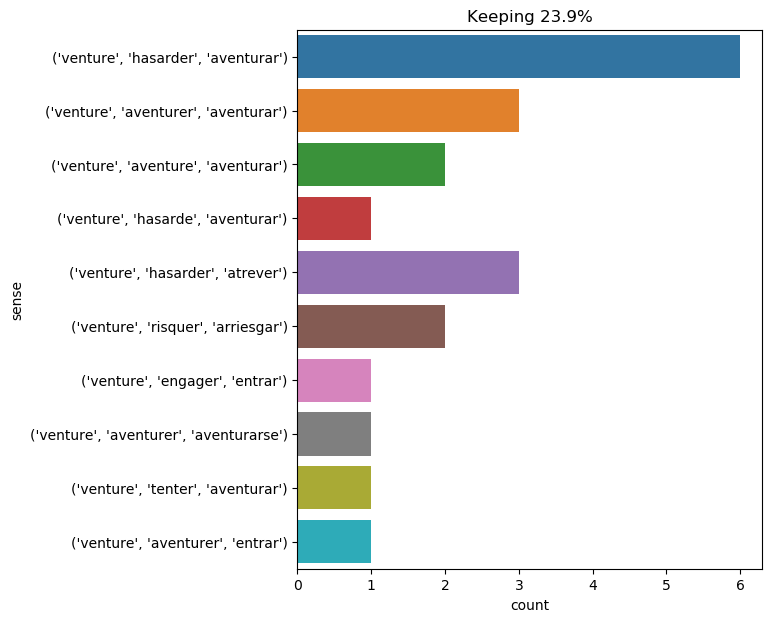 Keeping 23.9%
('venture', 'hasarder', 'aventurar')
('venture', 'aventurer', 'aventurar')
('venture', 'aventure', 'aventurar')
('venture', 'hasarde', 'aventurar')
('venture', 'hasarder', 'atrever')
('venture', 'risquer', 'arriesgar')
('venture', 'engager', 'entrar')
('venture', 'aventurer', 'aventurarse')
('venture', 'tenter', 'aventurar')
('venture', 'aventurer', 'entrar')
sense
0 1 2 3 4 5 6
count